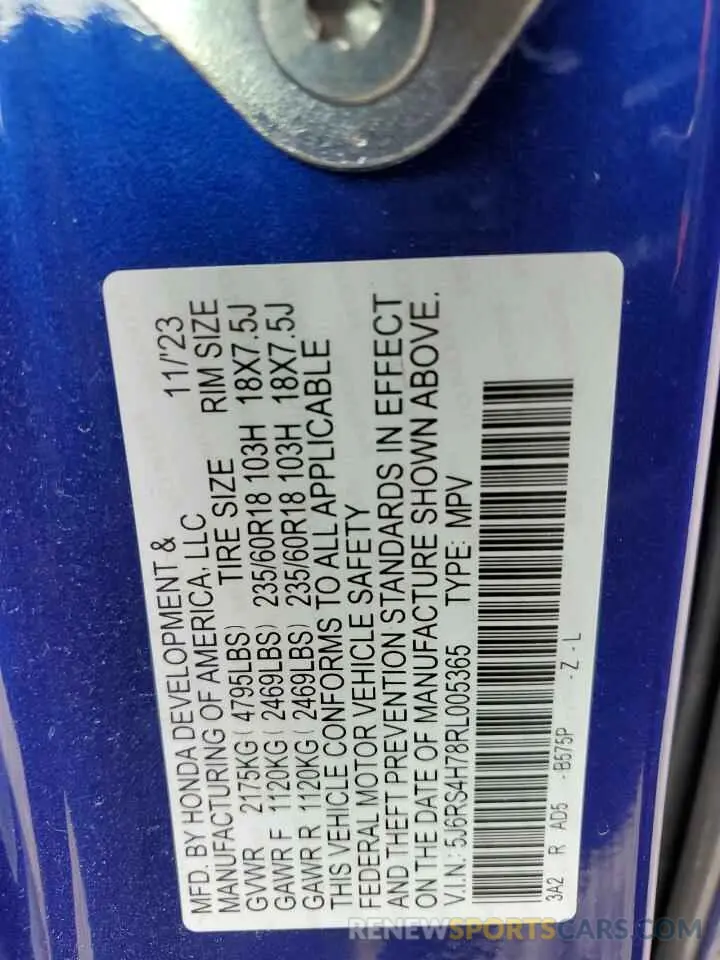 MFD. BY HONDA DEVELOPMENT &
MANUFACTURING OF AMERICA, LLC 11/'23
GVWR 2175KG (4795LBS) TIRE SIZE RIM SIZE
GAWR F 1120KG (2469LBS) 235/60R18 103H 18X7.5J
GAWR R 1120KG (2469LBS) 235/60R18 103H 18X7.5J
THIS VEHICLE CONFORMS TO ALL APPLICABLE
FEDERAL MOTOR VEHICLE SAFETY
AND THEFT PREVENTION STANDARDS IN EFFECT
ON THE DATE OF MANUFACTURE SHOWN ABOVE.
V.I.N.: 5J6RS4H78RL005365 TYPE: MPV
3A2 R AD5 -B575P -Z-L
RENEWSPORTSCARS.COM